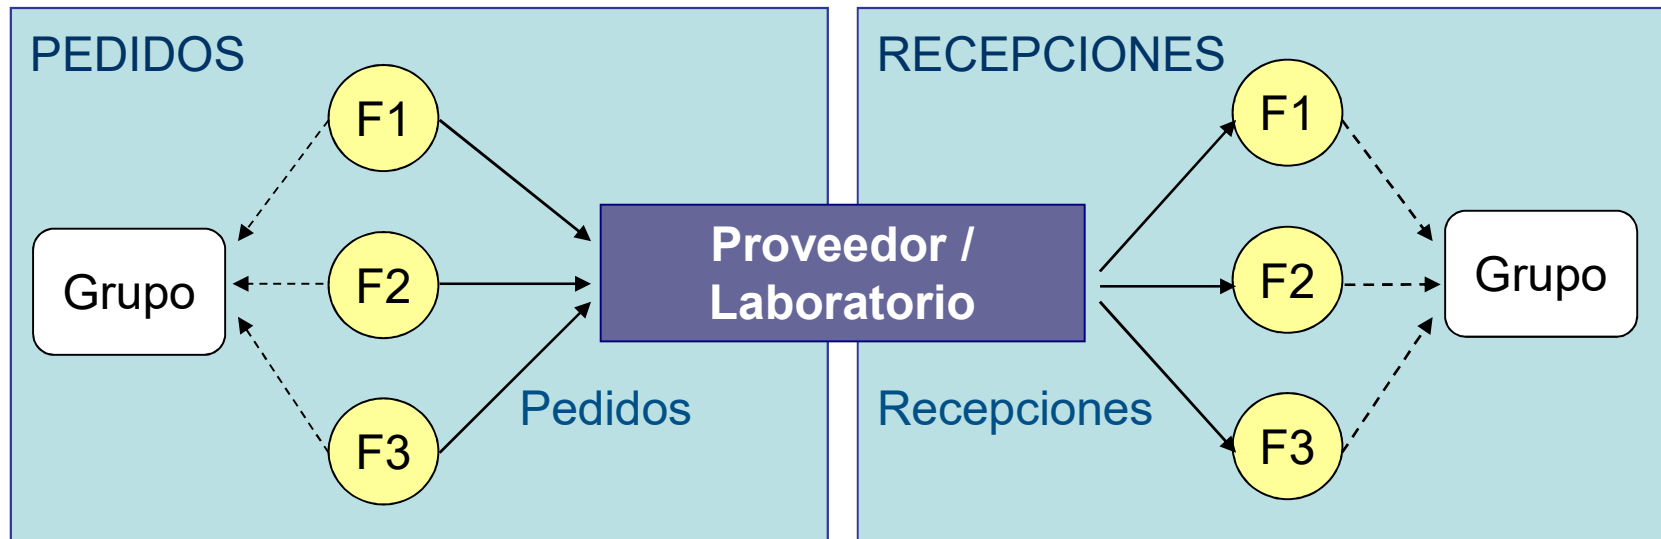 PEDIDOS
F1
Grupo
F2
F3
Pedidos
Proveedor /
Laboratorio
RECEPCIONES
F1
F2
Grupo
F3
Recepciones